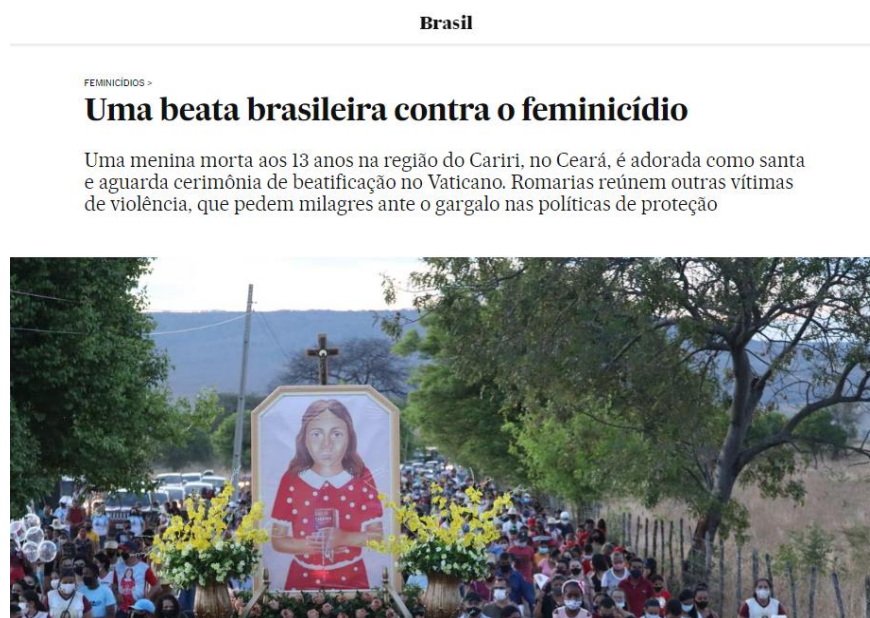 Brasil
FEMINICÍDIOS >
Uma beata brasileira contra o feminicídio
Uma menina morta aos 13 anos na região do Cariri, no Ceará, é adorada como santa
e aguarda cerimônia de beatificação no Vaticano. Romarias reúnem outras vítimas
de violência, que pedem milagres ante o gargalo nas políticas de proteção